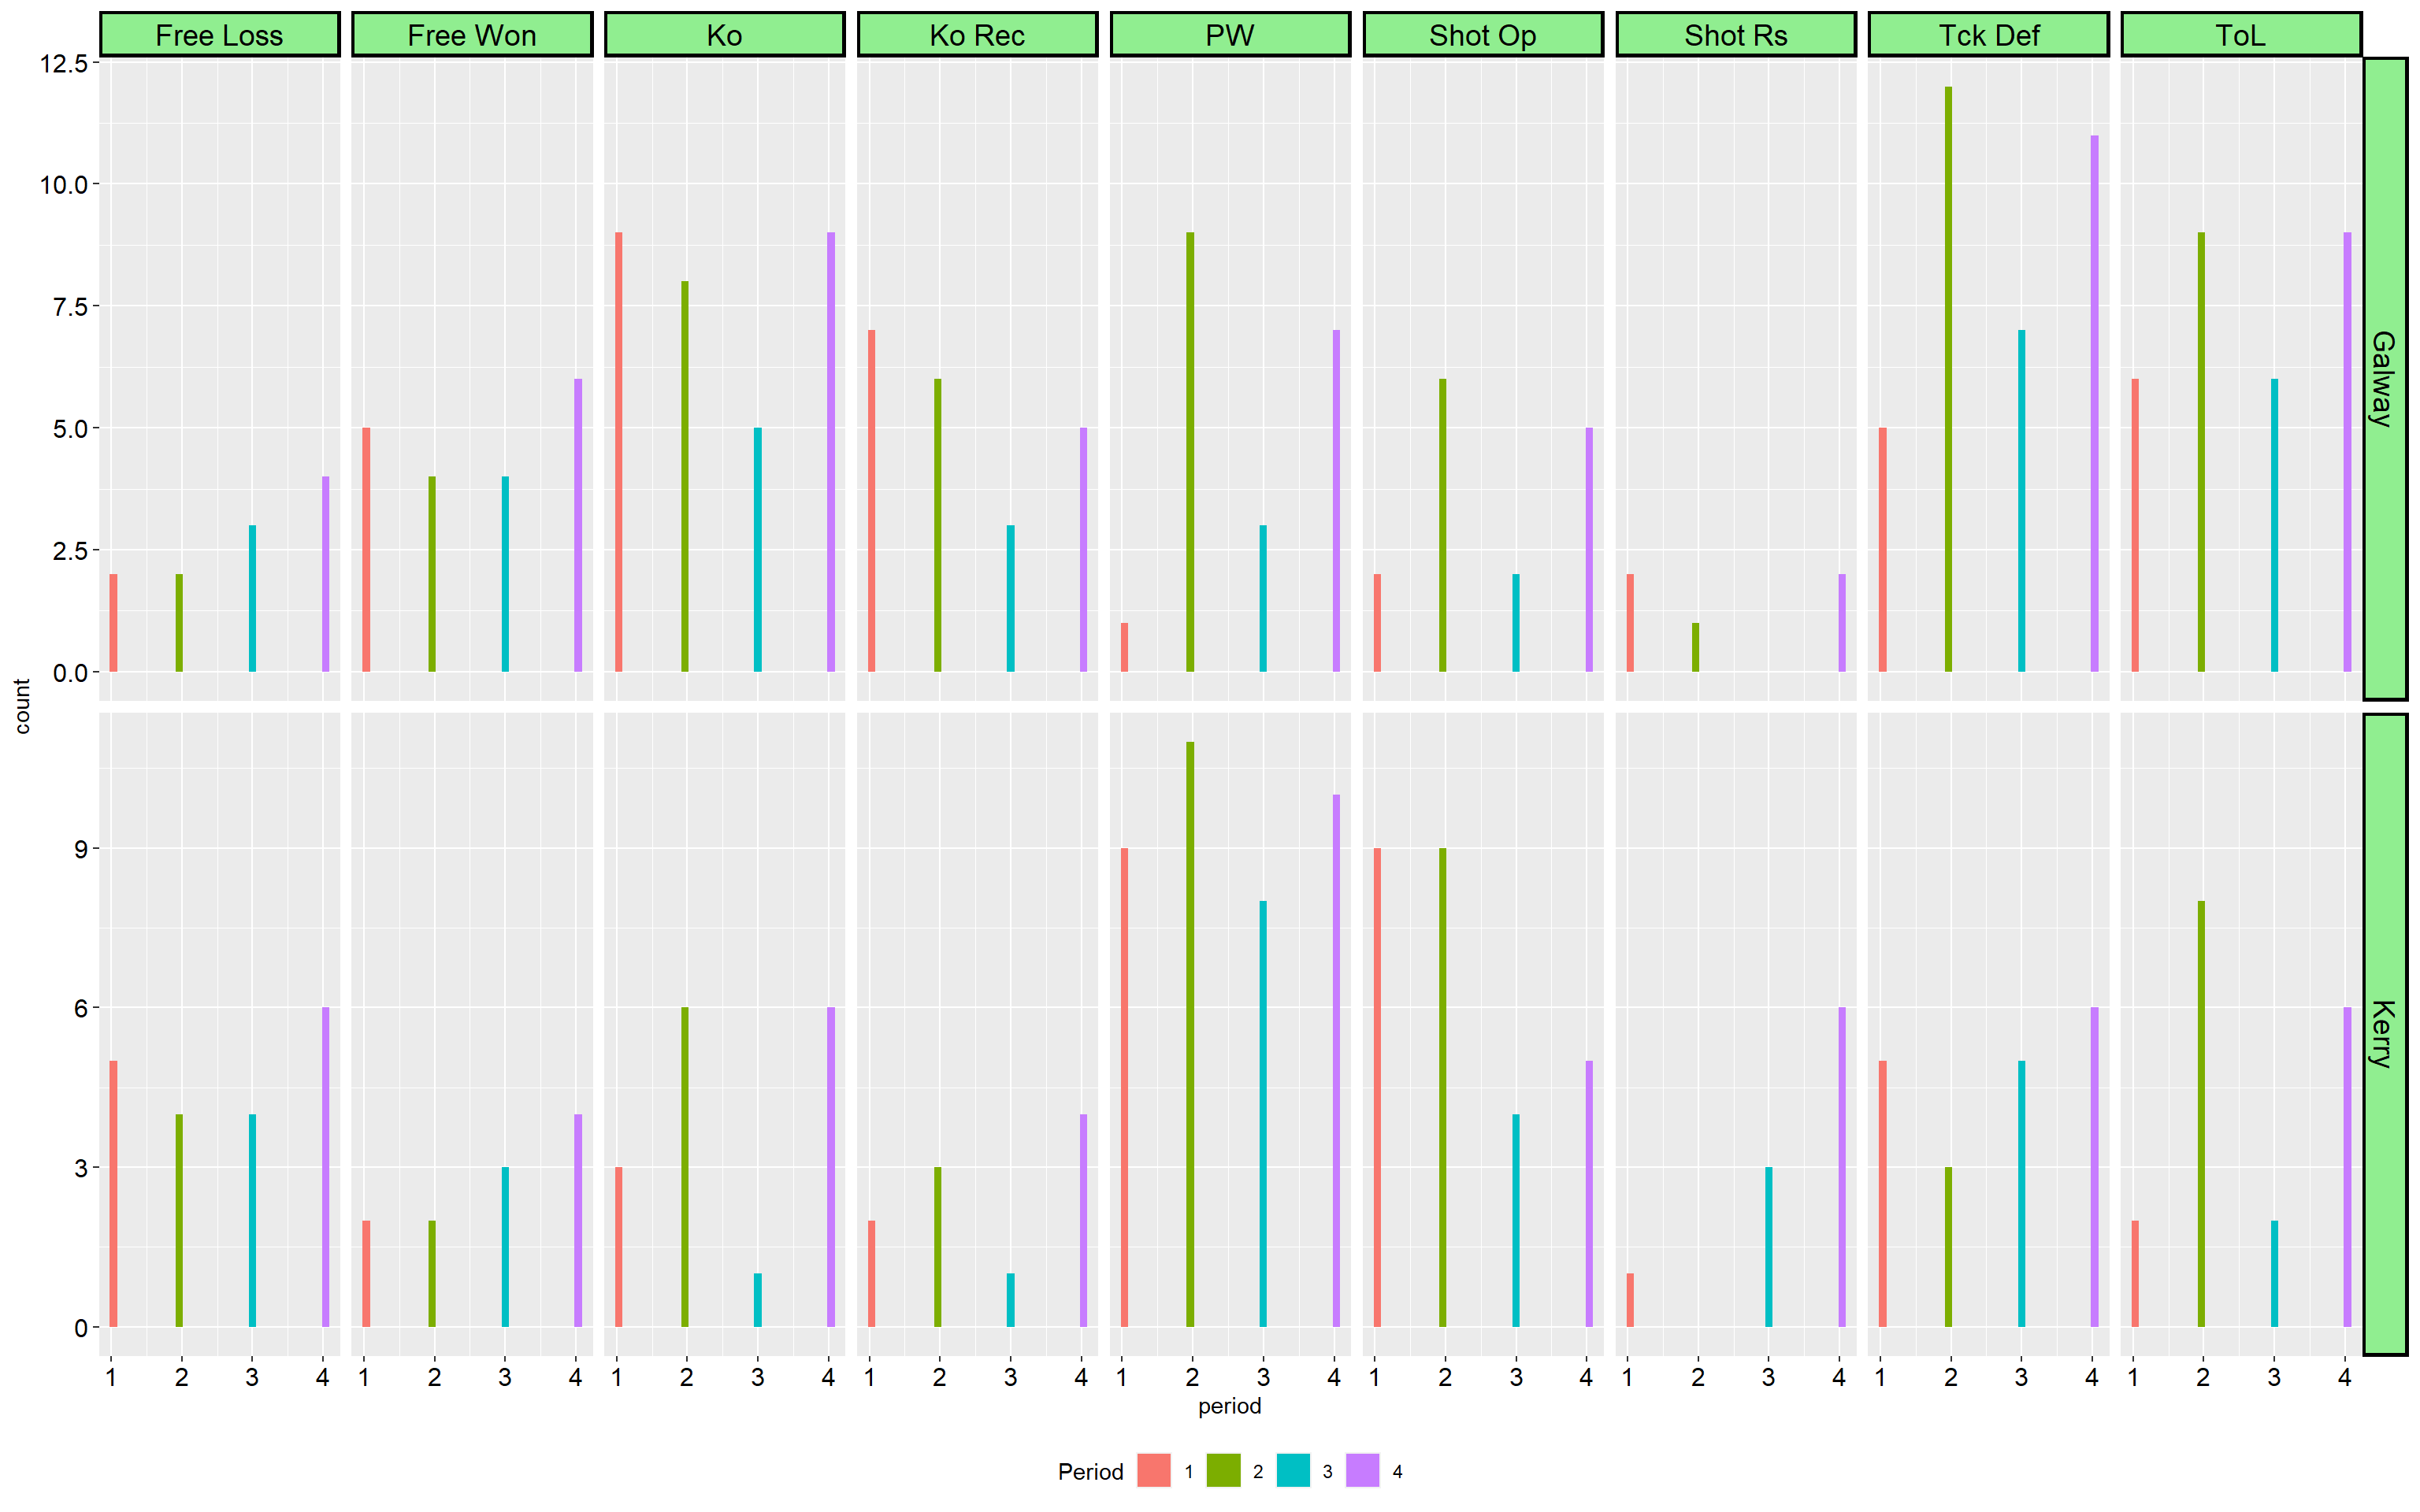 Free Loss Free Won Ko Ko Rec PW Shot Op Shot Rs Tck Def ToL
12.5
10.0
7.5
5.0
2.5
0.0
Galway
count
9
6
3
0
Kerry
1 2 3 4 1 2 3 4 1 2 3 4 1 2 3 4 1 2 3 4 1 2 3 4 1 2 3 4 1 2 3 4 1 2 3 4
period
Period 1 2 3 4